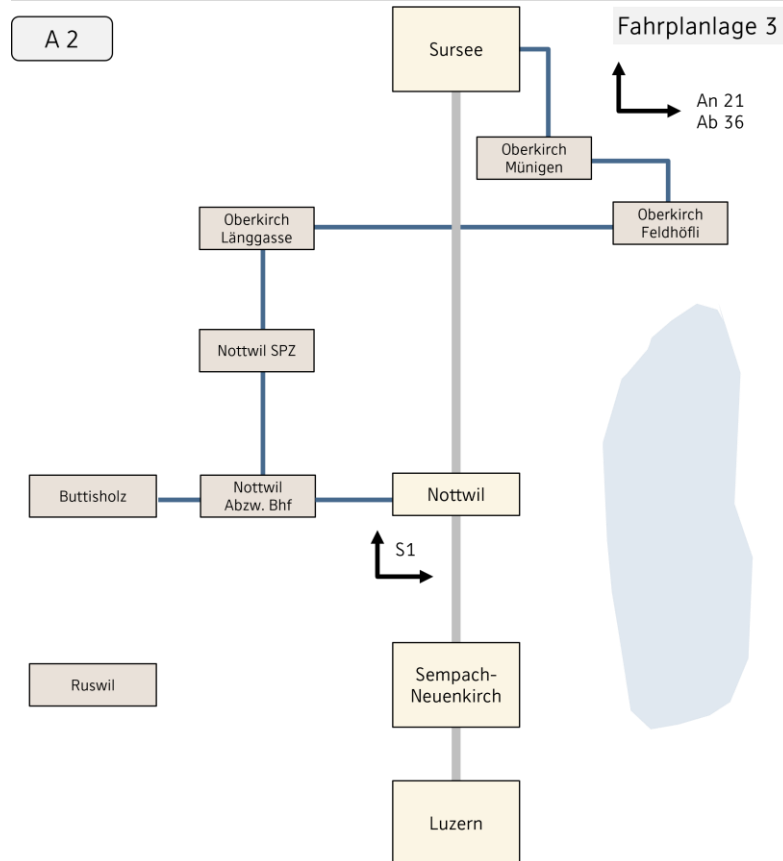 A 2
Sursee
Fahrplanlage 3
An 21
Ab 36
Oberkirch
Münigen
Oberkirch
Länggasse
Oberkirch
Feldhöfli
Nottwil SPZ
Buttisholz
Nottwil
Abzw. Bhf
Nottwil
S1
Ruswil
Sempach-
Neuenkirch
Luzern